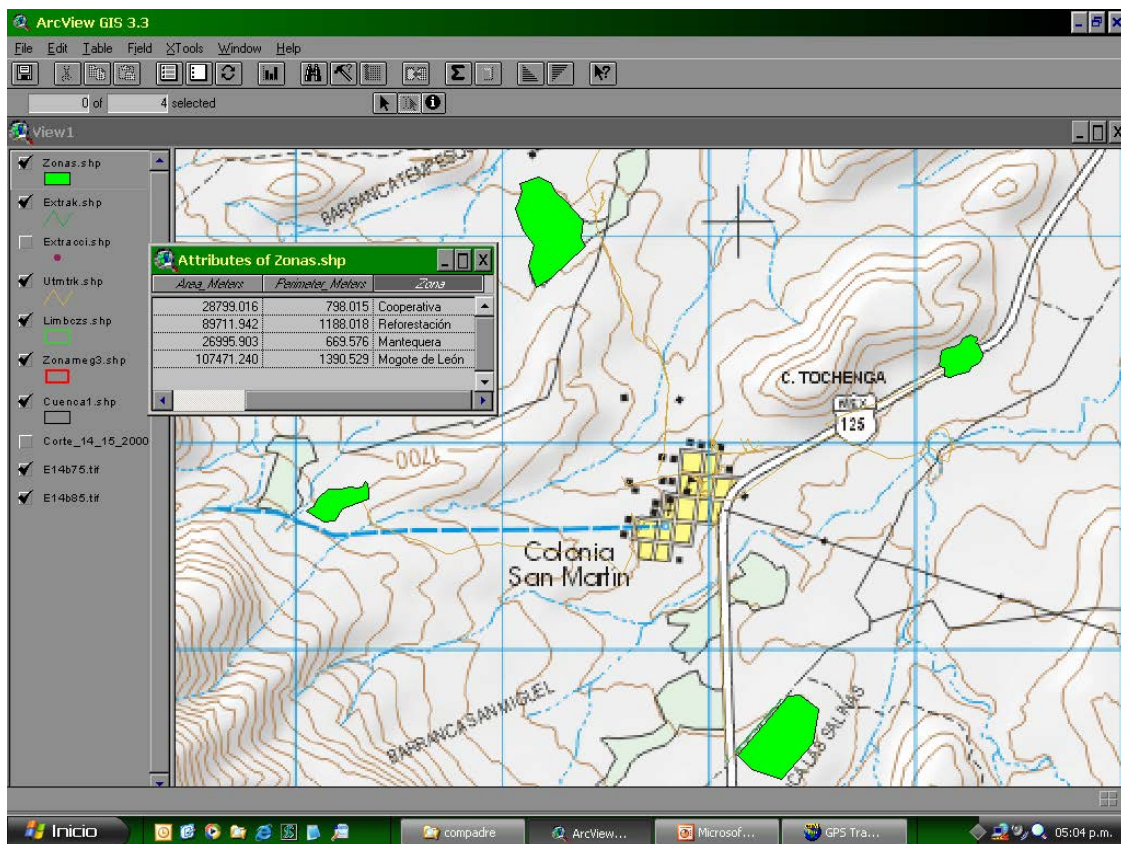 ArcView GIS 3.3
File Edit Table Field XTools Window Help
0 of 4 selected
View1
Zonas.shp
Extrak.shp
Extracci.shp
Utmtrk.shp
Limbczs.shp
Zonameg3.shp
Cuenca1.shp
Corte_14_15_2000
E14b75.tif
E14b85.tif
Attributes of Zonas.shp
Area_Meters Perimeter_Meters Zona
28799.016 798.015 Cooperativa
89711.942 1188.018 Reforestación
26995.903 669.576 Mantequera
107471.240 1390.529 Mogote de León
BARRANCA TEMPESC
C. TOCHENGA
MEX
125
1700
Colonia
San Martín
BARRANCA SAN MIGUEL
CA LAS SALINAS
Inicio compadre ArcView... Microsof... GPS Tra... 05:04 p.m.